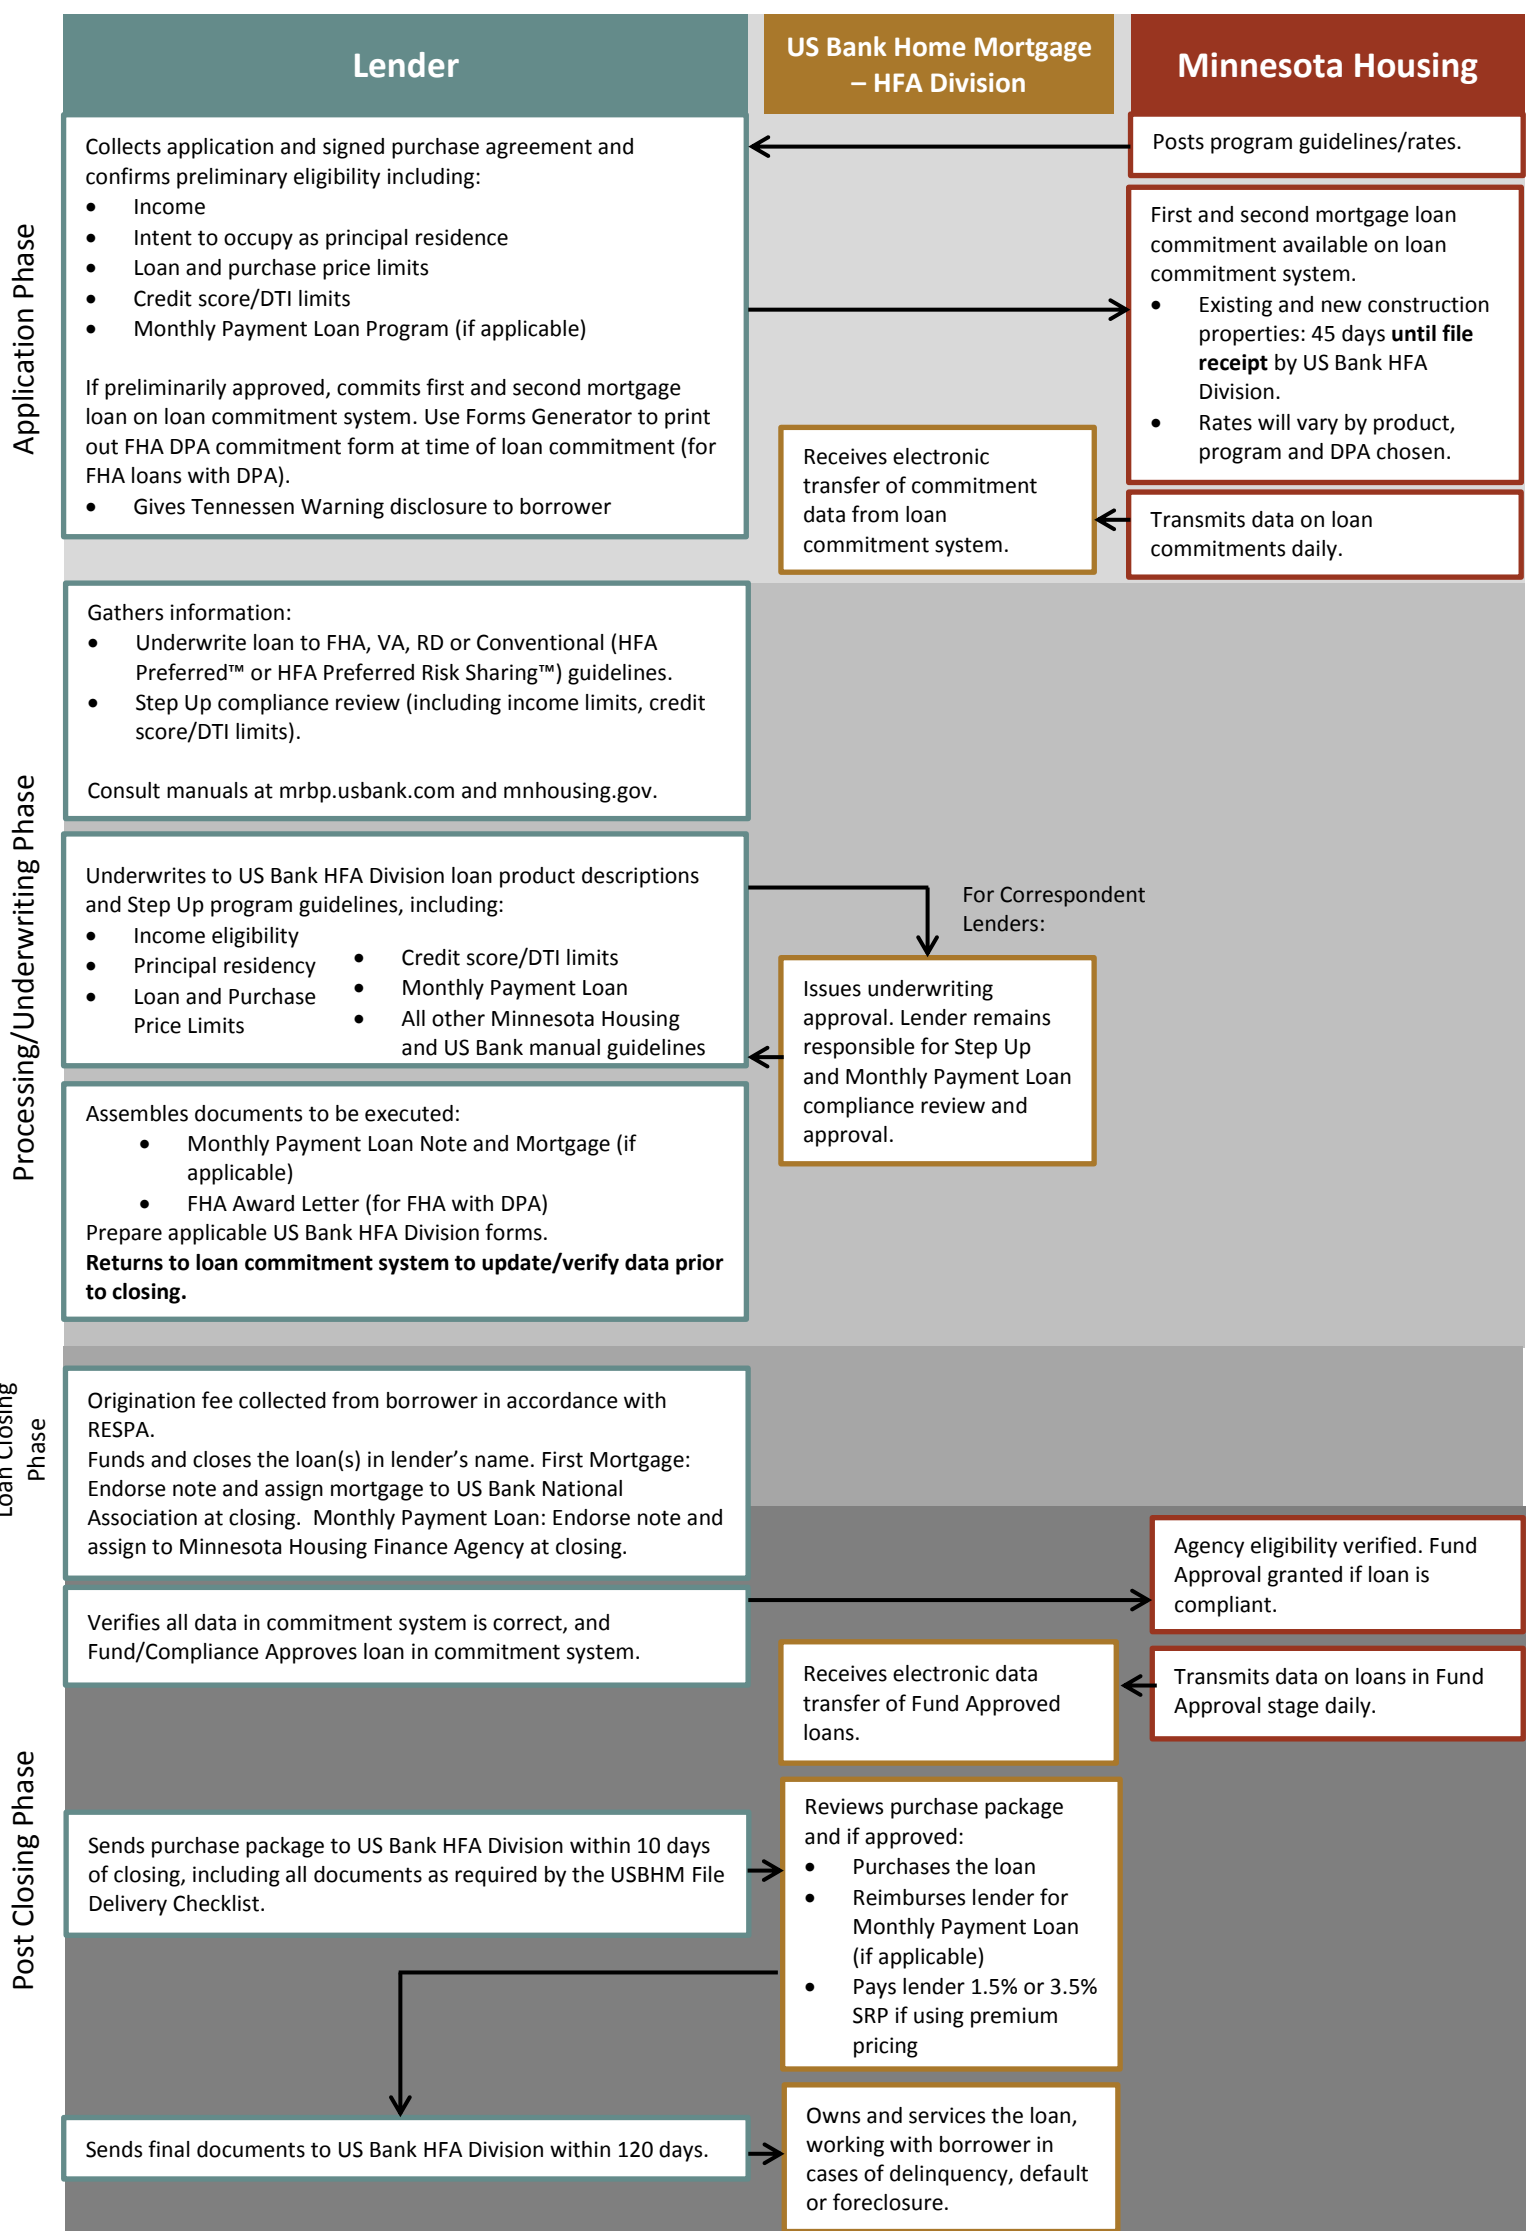 Lender
US Bank Home Mortgage
– HFA Division
Minnesota Housing
Application Phase
Collects application and signed purchase agreement and
confirms preliminary eligibility including:
• Income
• Intent to occupy as principal residence
• Loan and purchase price limits
• Credit score/DTI limits
• Monthly Payment Loan Program (if applicable)
If preliminarily approved, commits first and second mortgage
loan on loan commitment system. Use Forms Generator to print
out FHA DPA commitment form at time of loan commitment (for
FHA loans with DPA).
• Gives Tennessen Warning disclosure to borrower
Posts program guidelines/rates.
First and second mortgage loan
commitment available on loan
commitment system.
• Existing and new construction
properties: 45 days until file
receipt by US Bank HFA
Division.
• Rates will vary by product,
program and DPA chosen.
Receives electronic
transfer of commitment
data from loan
commitment system.
Transmits data on loan
commitments daily.
Processing/Underwriting Phase
Gathers information:
• Underwrite loan to FHA, VA, RD or Conventional (HFA
Preferred™ or HFA Preferred Risk Sharing™) guidelines.
• Step Up compliance review (including income limits, credit
score/DTI limits).
Consult manuals at mrbp.usbank.com and mnhousing.gov.
Underwrites to US Bank HFA Division loan product descriptions
and Step Up program guidelines, including:
• Income eligibility
• Principal residency
• Loan and Purchase
Price Limits
• Credit score/DTI limits
• Monthly Payment Loan
• All other Minnesota Housing
and US Bank manual guidelines
For Correspondent
Lenders:
Issues underwriting
approval. Lender remains
responsible for Step Up
and Monthly Payment Loan
compliance review and
approval.
Assembles documents to be executed:
• Monthly Payment Loan Note and Mortgage (if
applicable)
• FHA Award Letter (for FHA with DPA)
Prepare applicable US Bank HFA Division forms.
Returns to loan commitment system to update/verify data prior
to closing.
Loan Closing
Phase
Origination fee collected from borrower in accordance with
RESPA.
Funds and closes the loan(s) in lender’s name. First Mortgage:
Endorse note and assign mortgage to US Bank National
Association at closing.  Monthly Payment Loan: Endorse note and
assign to Minnesota Housing Finance Agency at closing.
Post Closing Phase
Verifies all data in commitment system is correct, and
Fund/Compliance Approves loan in commitment system.
Agency eligibility verified. Fund
Approval granted if loan is
compliant.
Receives electronic data
transfer of Fund Approved
loans.
Transmits data on loans in Fund
Approval stage daily.
Sends purchase package to US Bank HFA Division within 10 days
of closing, including all documents as required by the USBHM File
Delivery Checklist.
Reviews purchase package
and if approved:
• Purchases the loan
• Reimburses lender for
Monthly Payment Loan
(if applicable)
• Pays lender 1.5% or 3.5%
SRP if using premium
pricing
Sends final documents to US Bank HFA Division within 120 days.
Owns and services the loan,
working with borrower in
cases of delinquency, default
or foreclosure.